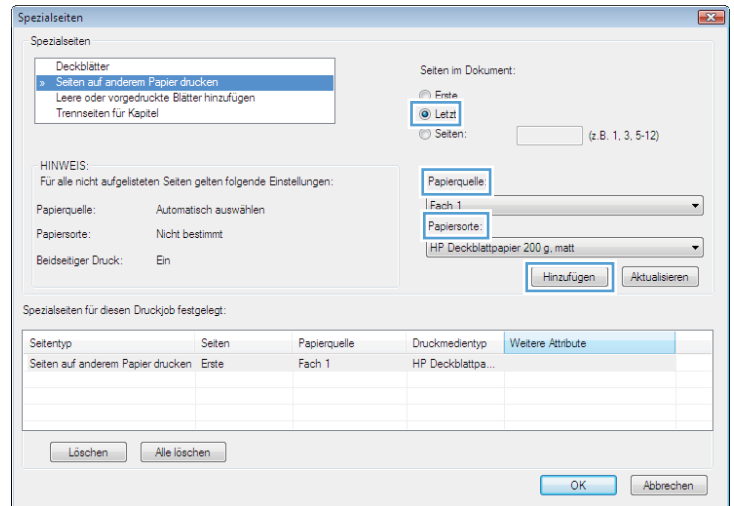 Spezialseiten
Spezialseiten
Deckblätter
» Seiten auf anderem Papier drucken
Leere oder vorgedruckte Blätter hinzufügen
Trennseiten für Kapitel
Seiten im Dokument:
Erste
Letzt
Seiten: (z.B. 1, 3, 5-12)
HINWEIS:
Für alle nicht aufgelisteten Seiten gelten folgende Einstellungen:
Papierquelle: Automatisch auswählen
Papiersorte: Nicht bestimmt
Beidseitiger Druck: Ein
Papierquelle:
Fach 1
Papiersorte:
HP Deckblattpapier 200 g, matt
Hinzufügen Aktualisieren
Spezialseiten für diesen Druckjob festgelegt:
Seitentyp Seiten Papierquelle Druckmedientyp Weitere Attribute
Seiten auf anderem Papier drucken Erste Fach 1 HP Deckblattpa...
Löschen Alle löschen
OK Abbrechen